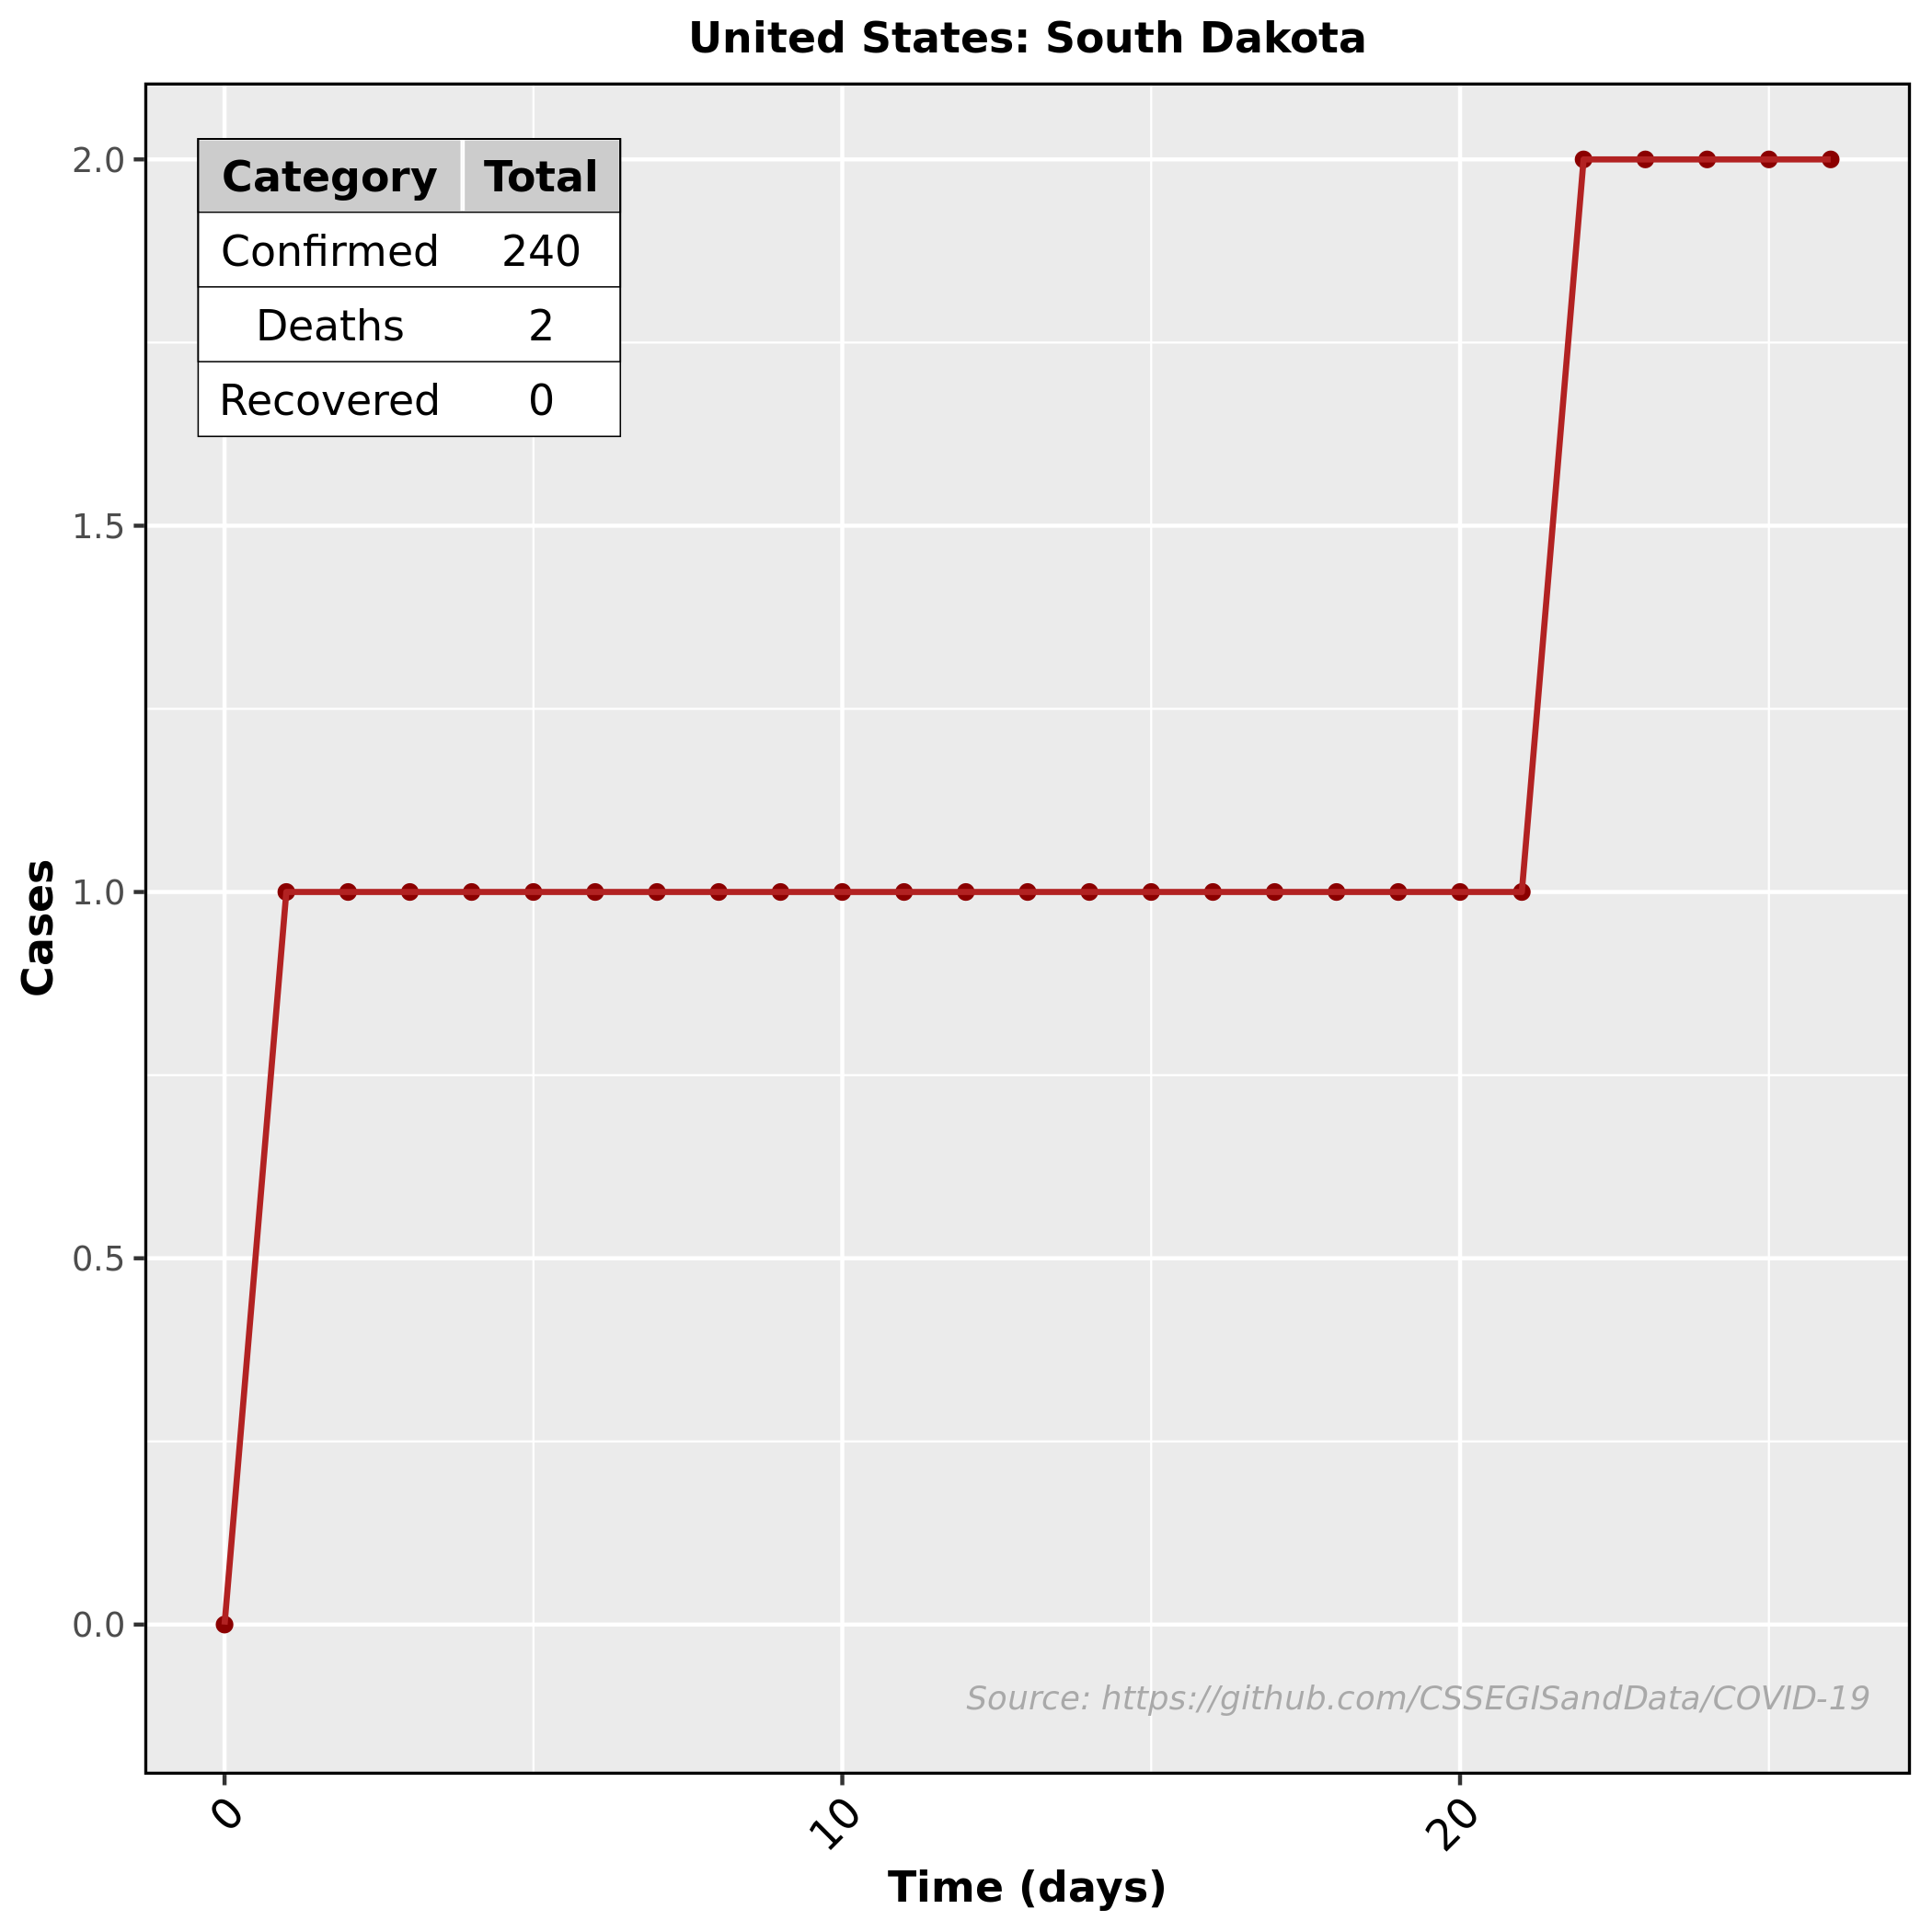 United States: South Dakota
Category Total
Confirmed 240
Deaths 2
Recovered 0
2.0
1.5
1.0
0.5
0.0
Cases
Source: https://github.com/CSSEGISandData/COVID-19
0 10 20
Time (days)